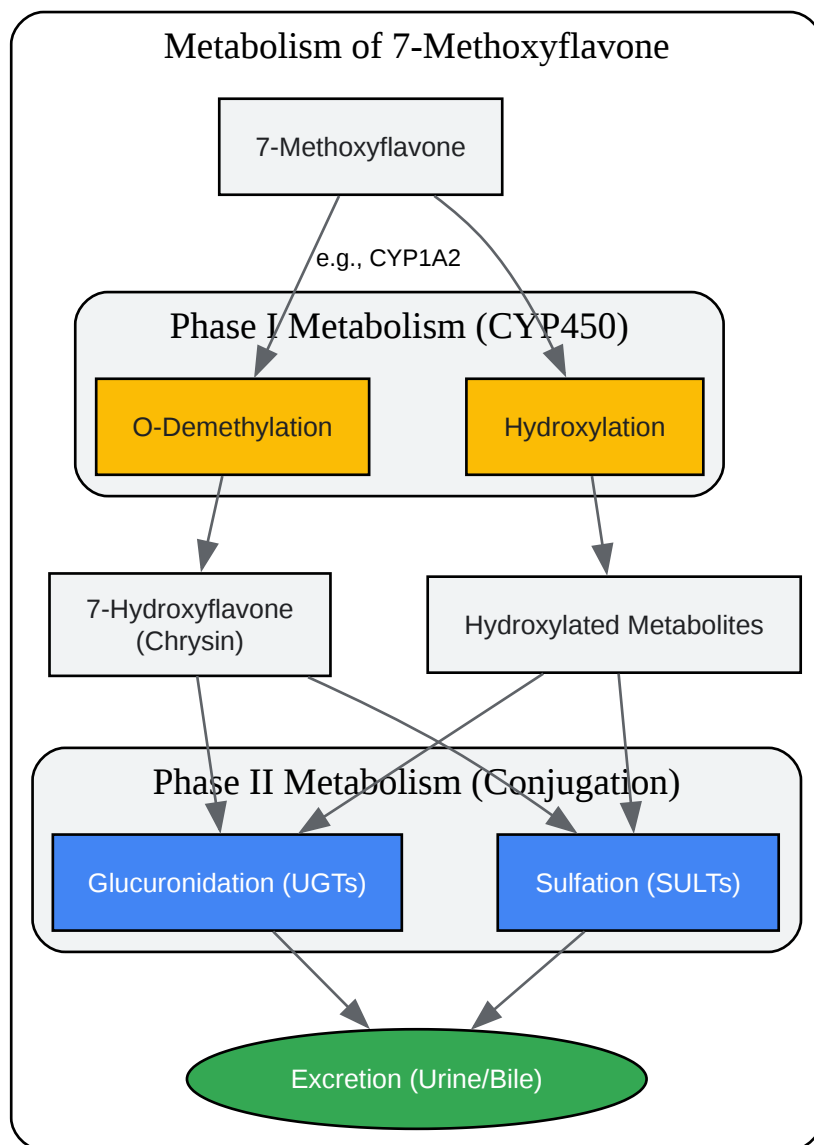 Metabolism of 7-Methoxyflavone
7-Methoxyflavone
e.g., CYP1A2
Phase I Metabolism (CYP450)
O-Demethylation
Hydroxylation
7-Hydroxyflavone
(Chrysin)
Hydroxylated Metabolites
Phase II Metabolism (Conjugation)
Glucuronidation (UGTs)
Sulfation (SULTs)
Excretion (Urine/Bile)